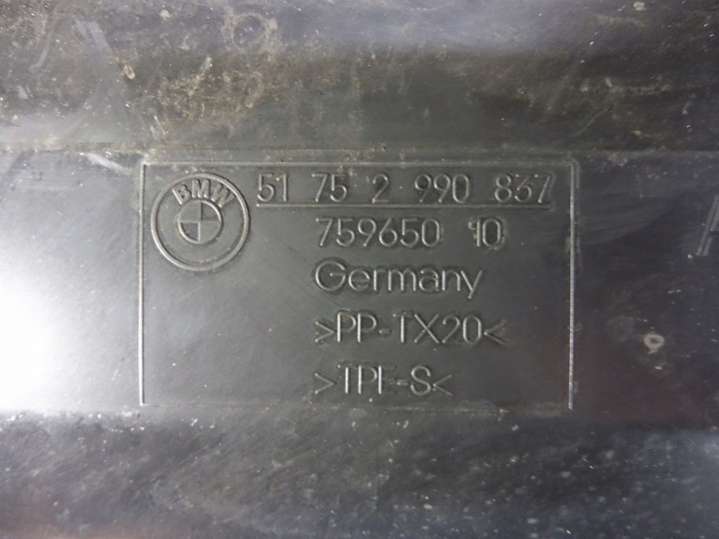 BMW
51 75 2 990 837
759650 10
Germany
>PP-TX20<
>TPE-S<